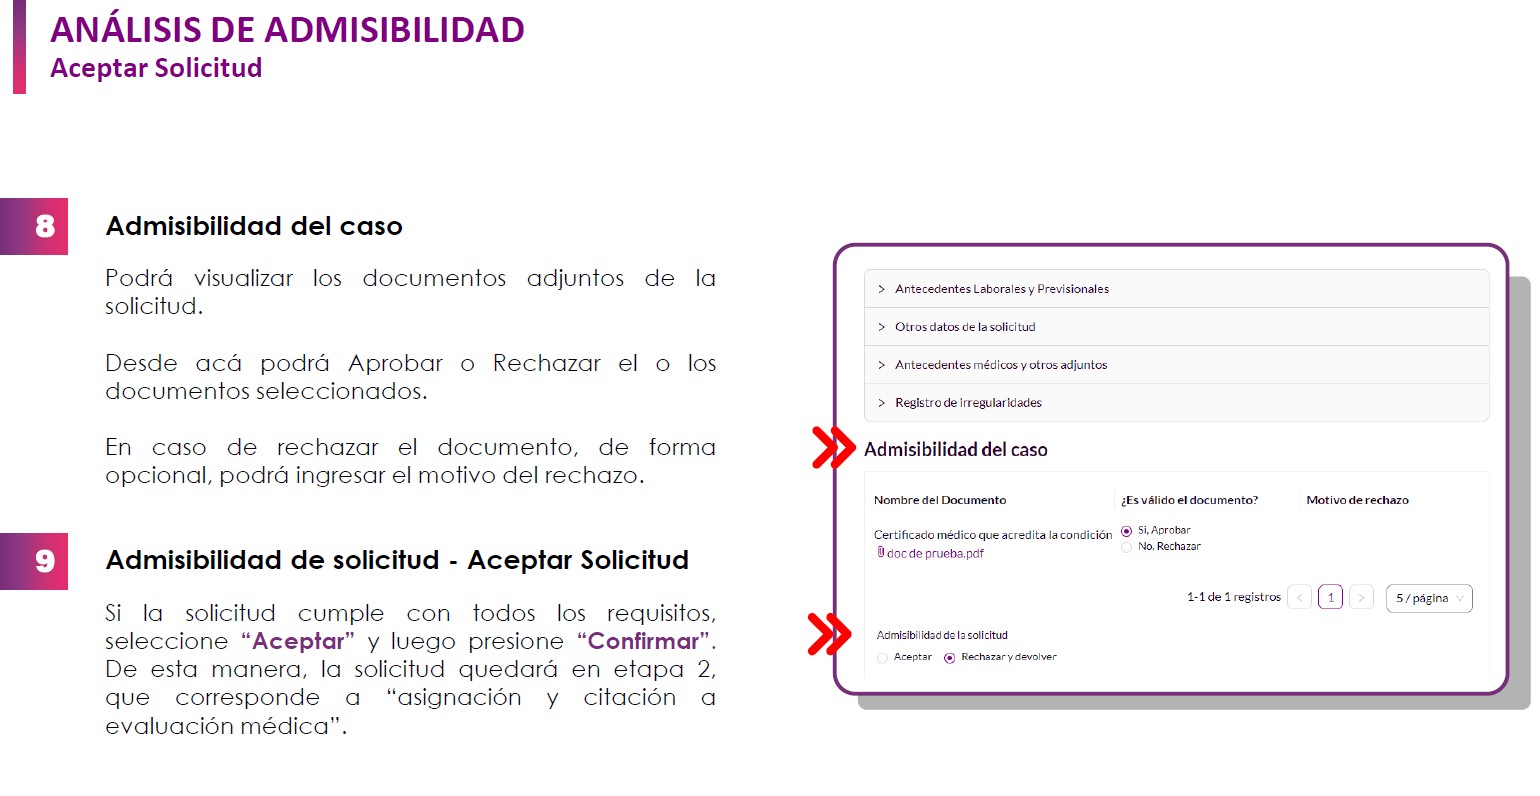 ANÁLISIS DE ADMISIBILIDAD
Aceptar Solicitud
8
Admisibilidad del caso
Podrá visualizar los documentos adjuntos de la
solicitud.
Desde acá podrá Aprobar o Rechazar el o los
documentos seleccionados.
En caso de rechazar el documento, de forma
opcional, podrá ingresar el motivo del rechazo.
9
Admisibilidad de solicitud - Aceptar Solicitud
Si la solicitud cumple con todos los requisitos,
seleccione “Aceptar” y luego presione “Confirmar”.
De esta manera, la solicitud quedará en etapa 2,
que corresponde a “asignación y citación a
evaluación médica”.
> Antecedentes Laborales y Previsionales
> Otros datos de la solicitud
> Antecedentes médicos y otros adjuntos
> Registro de irregularidades
Admisibilidad del caso
Nombre del Documento ¿Es válido el documento? Motivo de rechazo
Certificado médico que acredita la condición
doc de prueba.pdf
Si, Aprobar
No, Rechazar
1-1 de 1 registros < 1 > 5 / página
Admisibilidad de la solicitud
Aceptar Rechazar y devolver